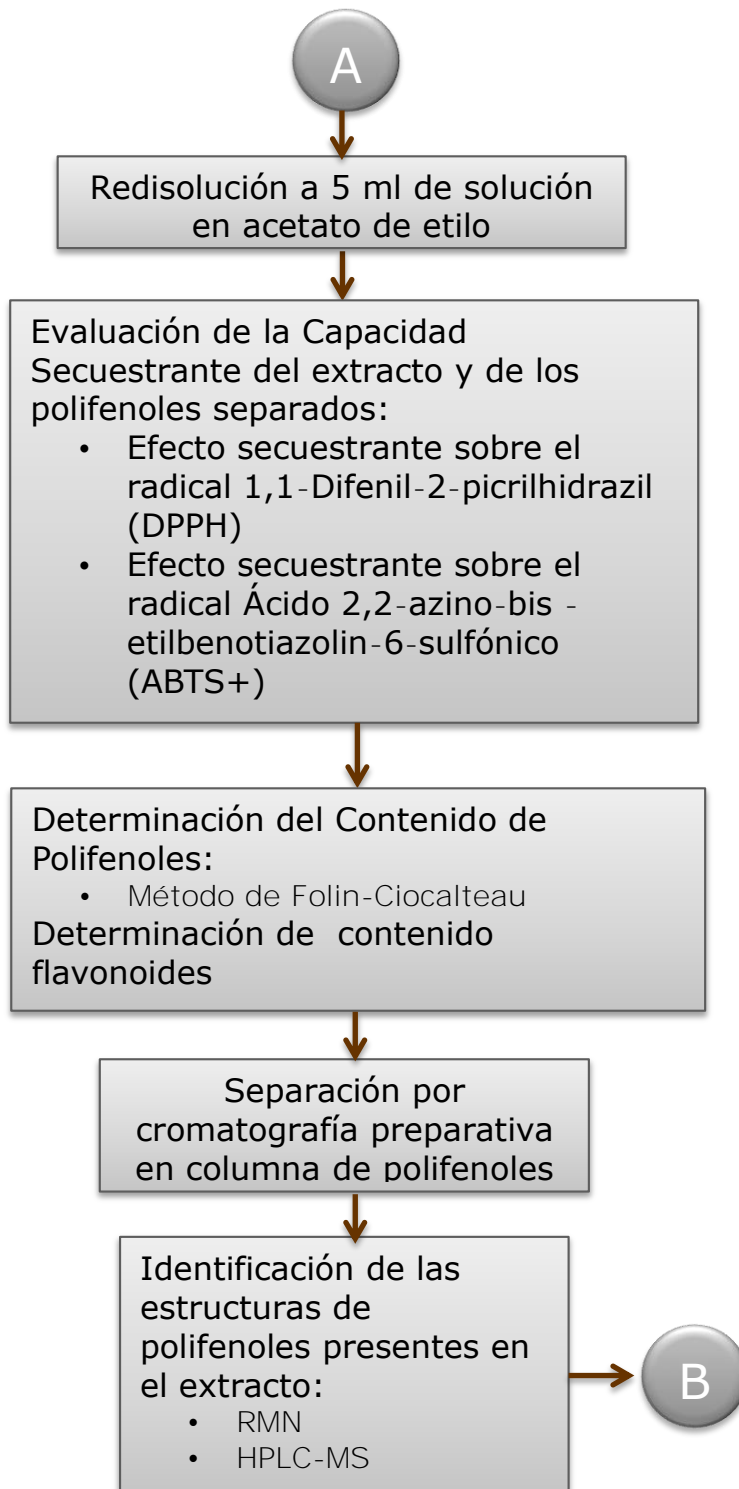 A
Redisolución a 5 ml de solución
en acetato de etilo
Evaluación de la Capacidad
Secuestrante del extracto y de los
polifenoles separados:
• Efecto secuestrante sobre el
radical 1,1-Difenil-2-picrilhidrazil
(DPPH)
• Efecto secuestrante sobre el
radical Ácido 2,2-azino-bis -
etilbenotiazolin-6-sulfónico
(ABTS+)
Determinación del Contenido de
Polifenoles:
• Método de Folin-Ciocalteau
Determinación de  contenido
flavonoides
Separación por
cromatografía preparativa
en columna de polifenoles
Identificación de las
estructuras de
polifenoles presentes en
el extracto:
• RMN
• HPLC-MS
B